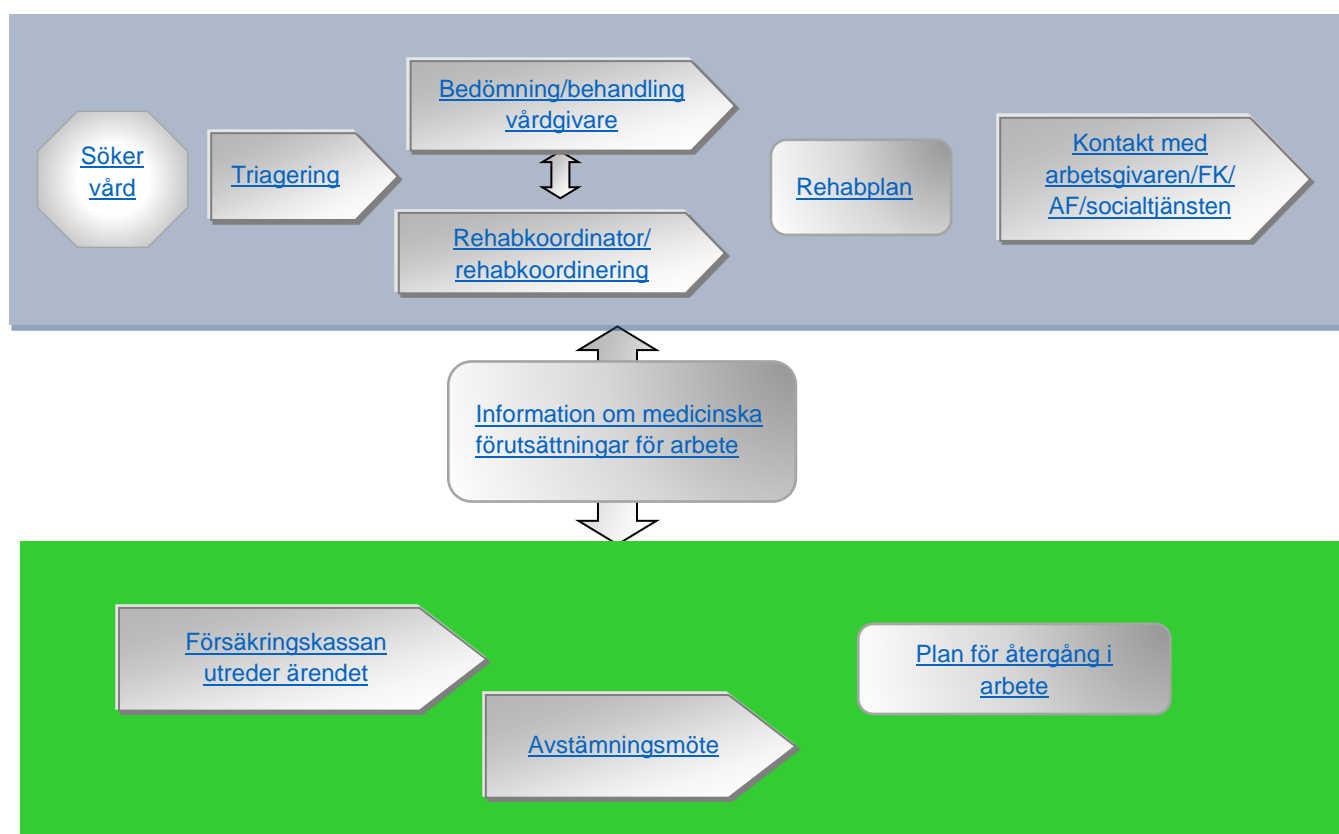 Söker
vård
Triagering
Bedömning/behandling
vårdgivare
Rehabkoordinator/
rehabkoordinering
Rehabplan
Kontakt med
arbetsgivaren/FK/
AF/socialtjänsten
Information om medicinska
förutsättningar för arbete
Försäkringskassan
utreder ärendet
Avstämningsmöte
Plan för återgång i
arbete